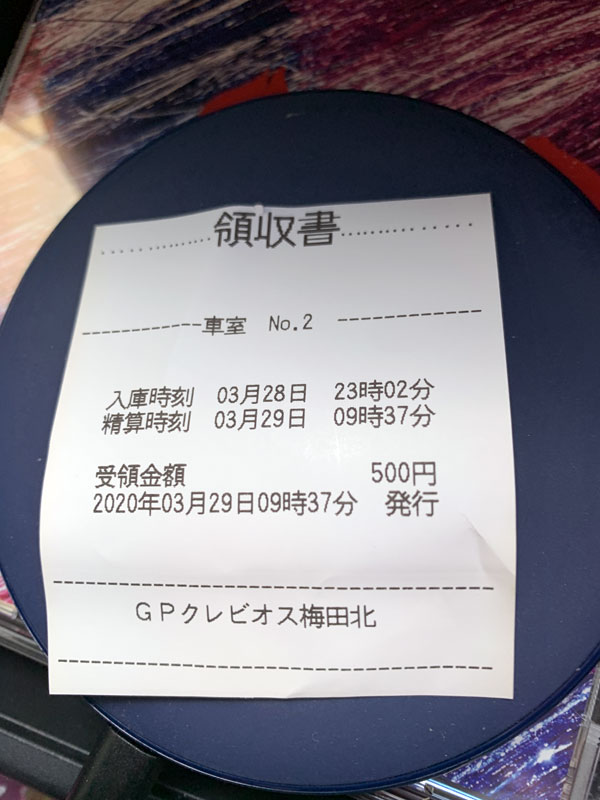 ……………領収書……………
------------車室 No.2 ------------
入庫時刻 03月28日 23時02分
精算時刻 03月29日 09時37分
受領金額 500円
2020年03月29日09時37分 発行
GPクレビオス梅田北